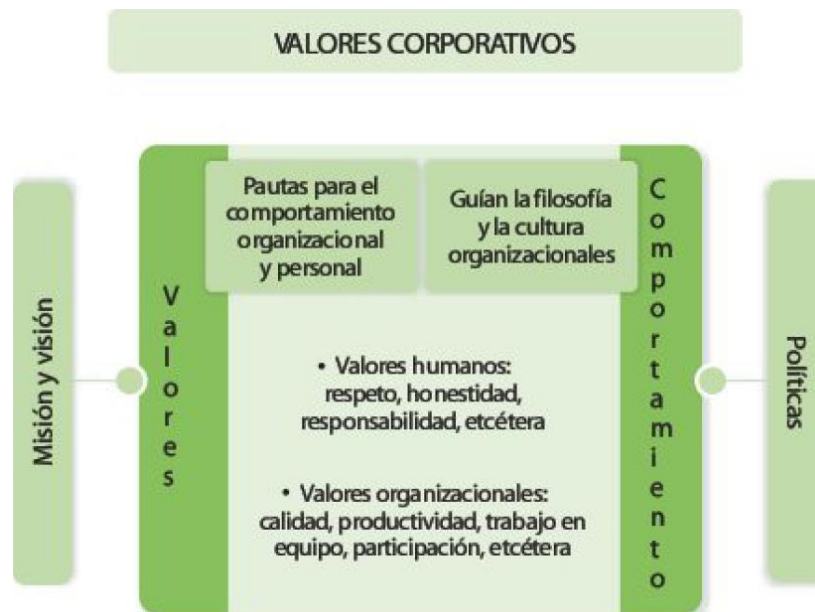 VALORES CORPORATIVOS
Misión y visión
Valores
Pautas para el
comportamiento
organizacional
y personal
Guían la filosofía
y la cultura
organizacionales
• Valores humanos:
respeto, honestidad,
responsabilidad, etcétera
• Valores organizacionales:
calidad, productividad, trabajo en
equipo, participación, etcétera
Comportamiento
Políticas